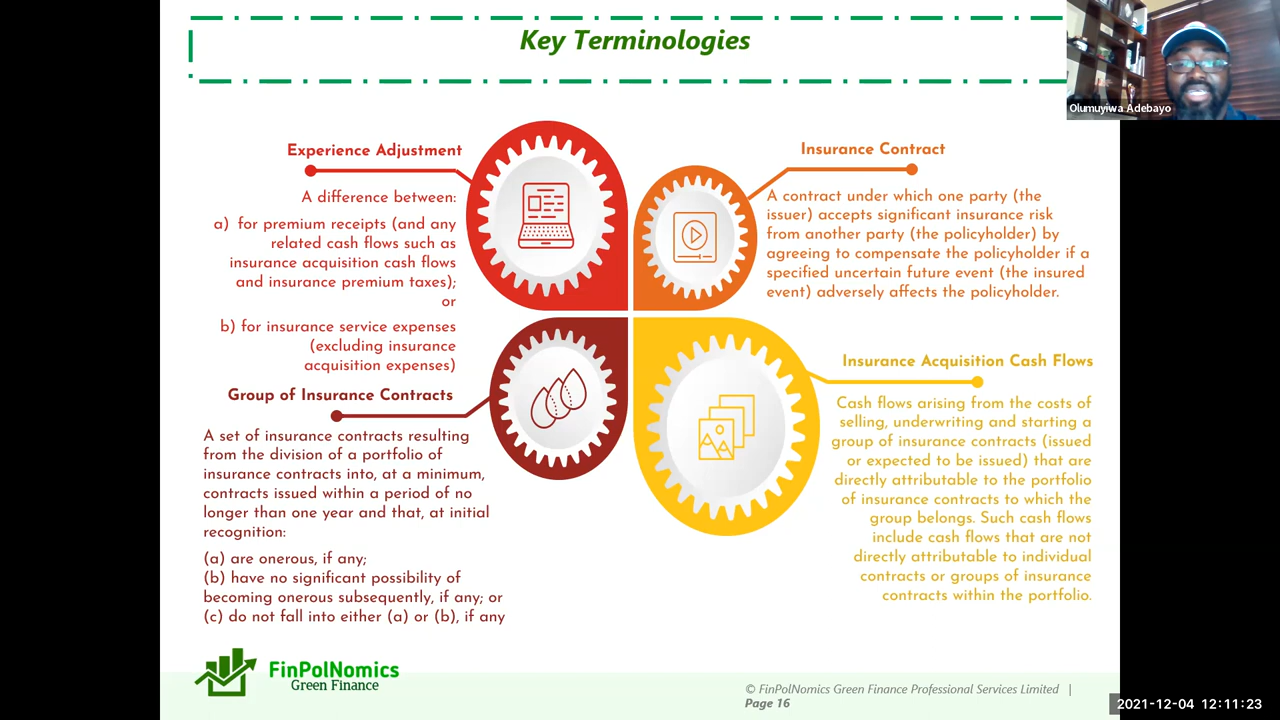 Key Terminologies
Olumuyiwa Adebayo
Experience Adjustment
A difference between:
a) for premium receipts (and any
related cash flows such as
insurance acquisition cash flows
and insurance premium taxes);
or
b) for insurance service expenses
(excluding insurance
acquisition expenses)
Insurance Contract
A contract under which one party (the
issuer) accepts significant insurance risk
from another party (the policyholder) by
agreeing to compensate the policyholder if a
specified uncertain future event (the insured
event) adversely affects the policyholder.
Group of Insurance Contracts
A set of insurance contracts resulting
from the division of a portfolio of
insurance contracts into, at a minimum,
contracts issued within a period of no
longer than one year and that, at initial
recognition:
(a) are onerous, if any;
(b) have no significant possibility of
becoming onerous subsequently, if any; or
(c) do not fall into either (a) or (b), if any
Insurance Acquisition Cash Flows
Cash flows arising from the costs of
selling, underwriting and starting a
group of insurance contracts (issued
or expected to be issued) that are
directly attributable to the portfolio
of insurance contracts to which the
group belongs. Such cash flows
include cash flows that are not
directly attributable to individual
contracts or groups of insurance
contracts within the portfolio.
FinPolNomics
Green Finance
© FinPolNomics Green Finance Professional Services Limited |
Page 16
2021-12-04 12:11:23